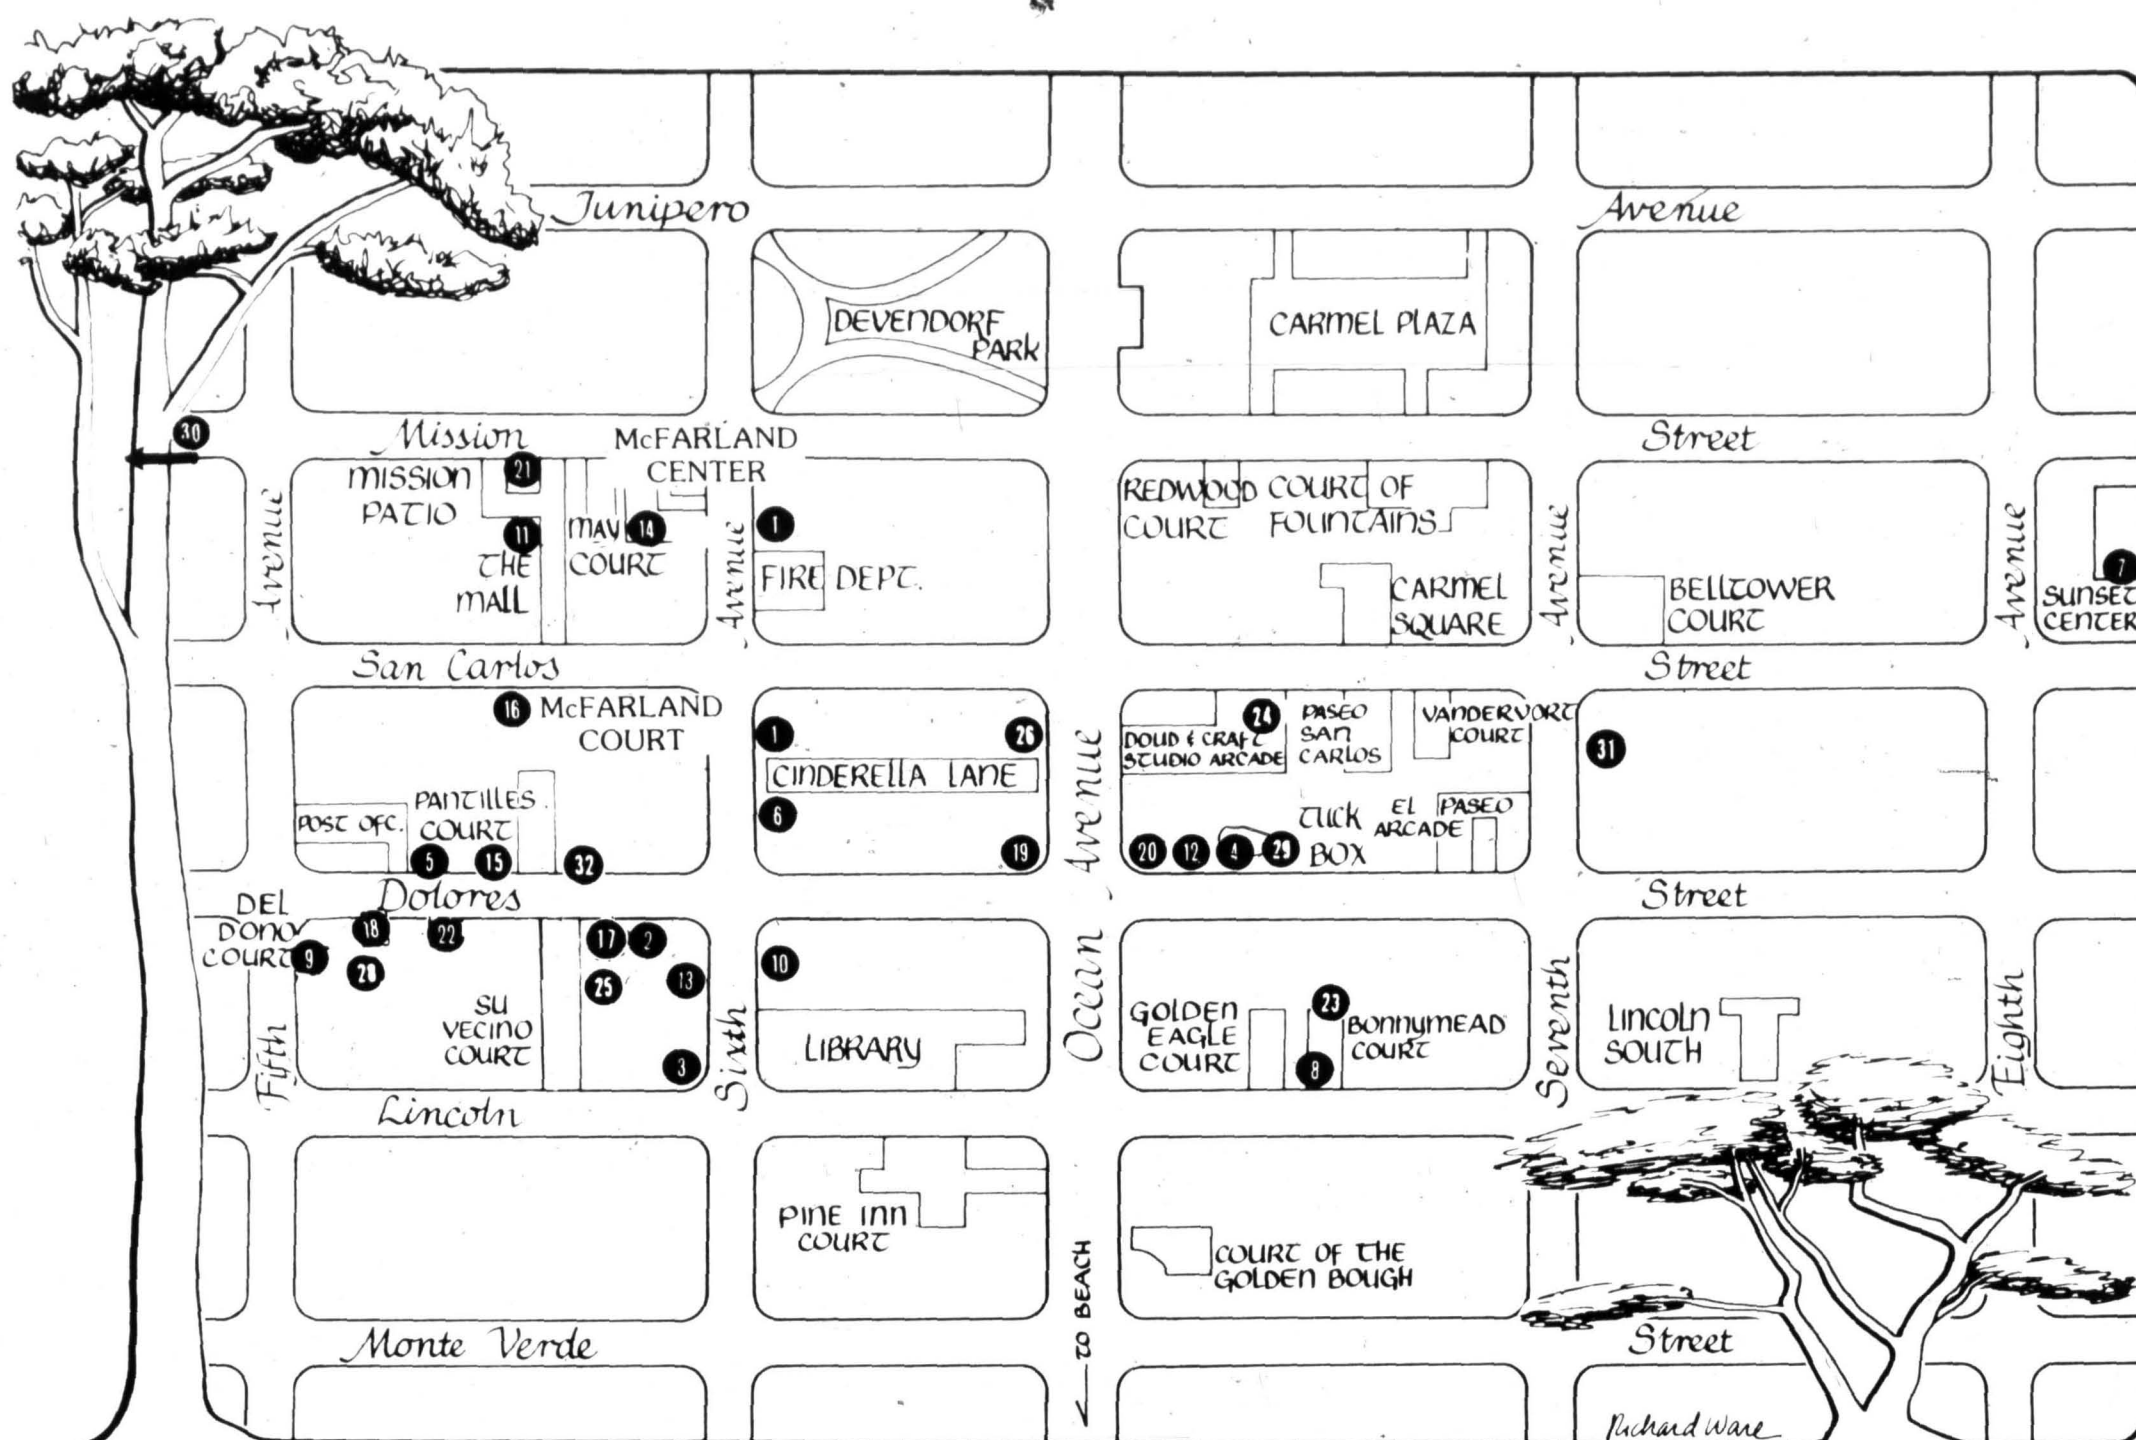 Junipero Avenue
DEVENDORF
PARK
CARMEL PLAZA
30
Mission Street
McFARLAND
CENTER
MISSION
PATIO
21
11
THE
MALL
MAY
COURT
14
1
FIRE DEPT.
REDWOOD
COURT
COURT OF
FOUNTAINS
CARMEL
SQUARE
BELLTOWER
COURT
7
SUNSET
CENTER
Avenue
Avenue
Avenue
Avenue
San Carlos Street
16
McFARLAND
COURT
1
26
CINDERELLA LANE
6
19
DOUD & CRAFT
STUDIO ARCADE
24
PASEO
SAN
CARLOS
VANDERVORT
COURT
31
POST OFC.
PANTILLES
COURT
5
15
32
20
12
4
29
TUCK
BOX
EL PASEO
ARCADE
Avenue
Dolores Street
DEL
DONO
COURT
9
18
28
22
17
2
25
13
3
10
SU
VECINO
COURT
LIBRARY
GOLDEN
EAGLE
COURT
23
8
BONNYMEAD
COURT
LINCOLN
SOUTH
Fifth
Sixth
Ocean
Seventh
Eighth
Lincoln
PINE INN
COURT
COURT OF THE
GOLDEN BOUGH
TO BEACH
Monte Verde Street
Richard Ware